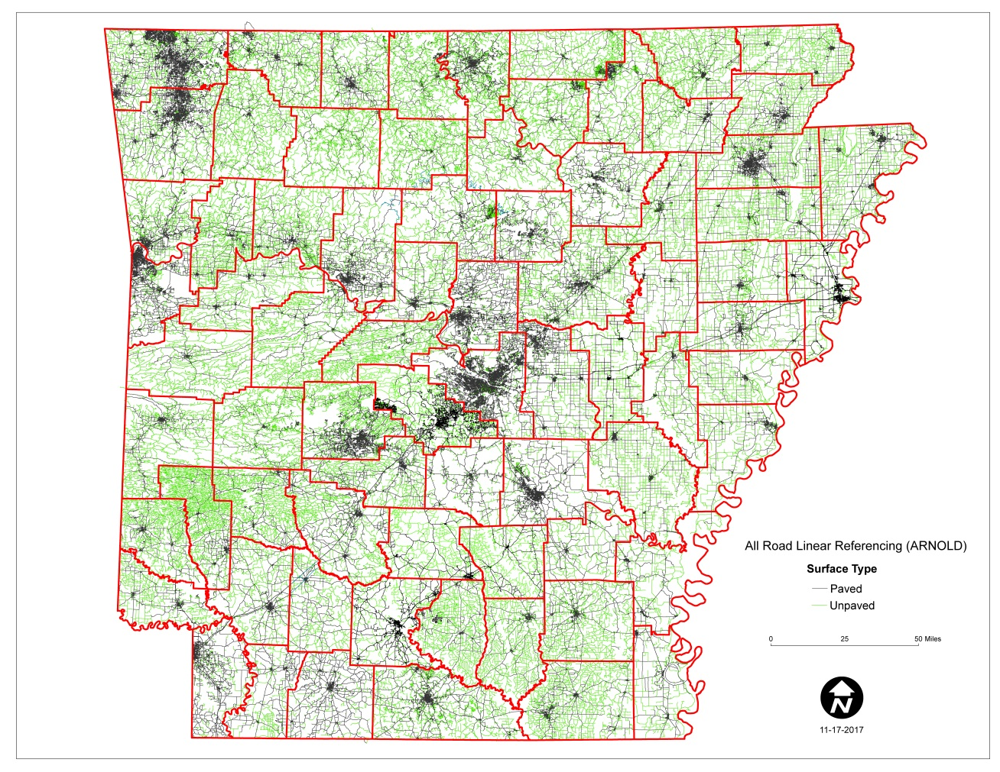 All Road Linear Referencing (ARNOLD)
Surface Type
Paved
Unpaved
0 25 50 Miles
N
11-17-2017